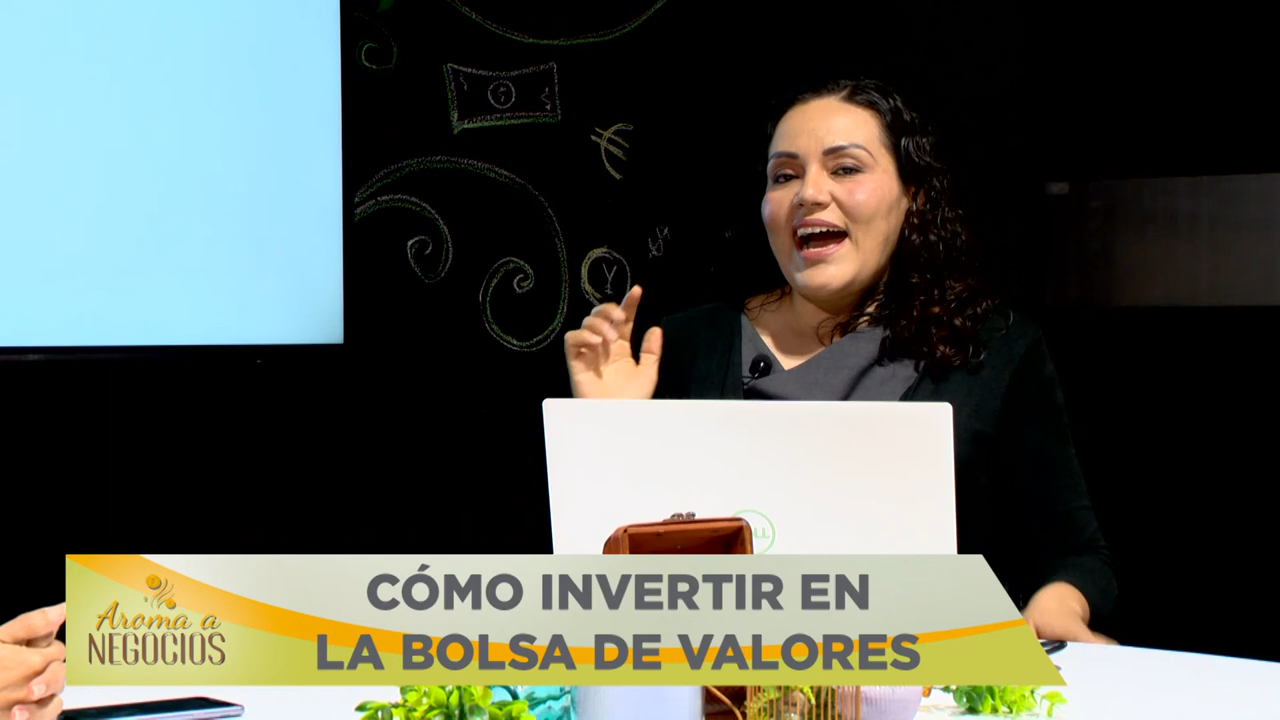 CÓMO INVERTIR EN
LA BOLSA DE VALORES
Aroma a
NEGOCIOS